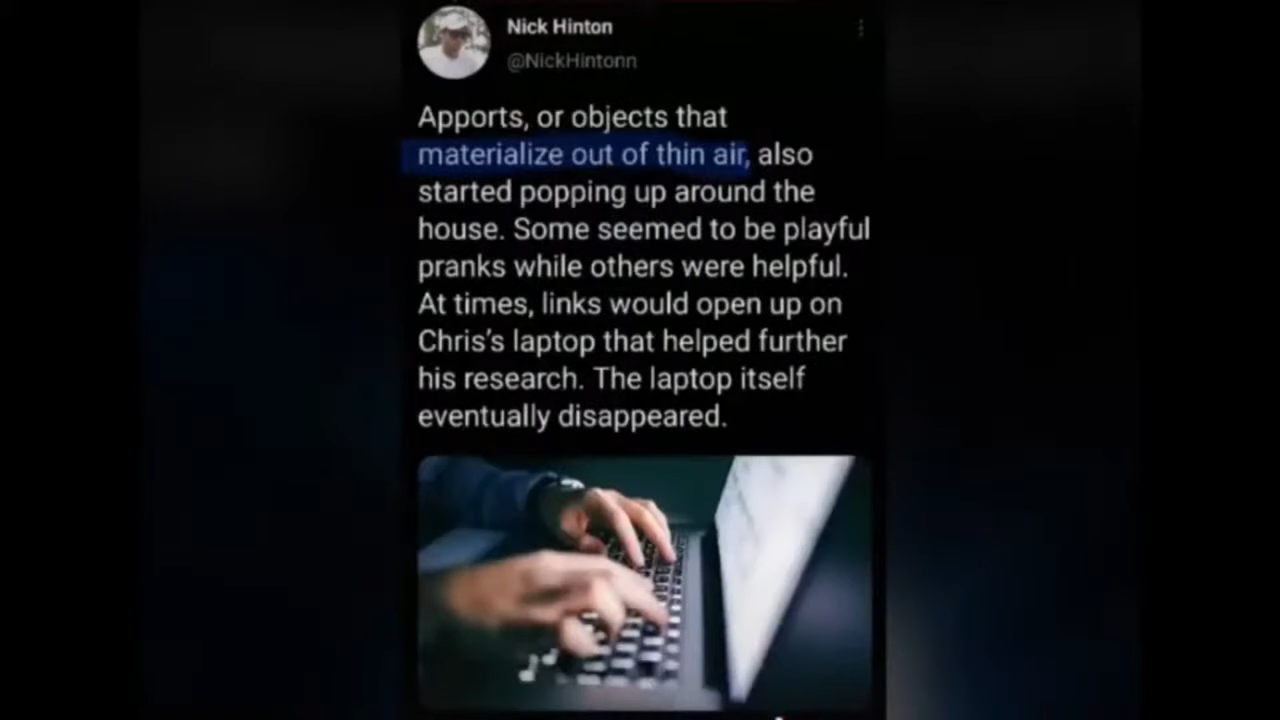 Nick Hinton
@NickHintonn
Apports, or objects that
materialize out of thin air, also
started popping up around the
house. Some seemed to be playful
pranks while others were helpful.
At times, links would open up on
Chris's laptop that helped further
his research. The laptop itself
eventually disappeared.